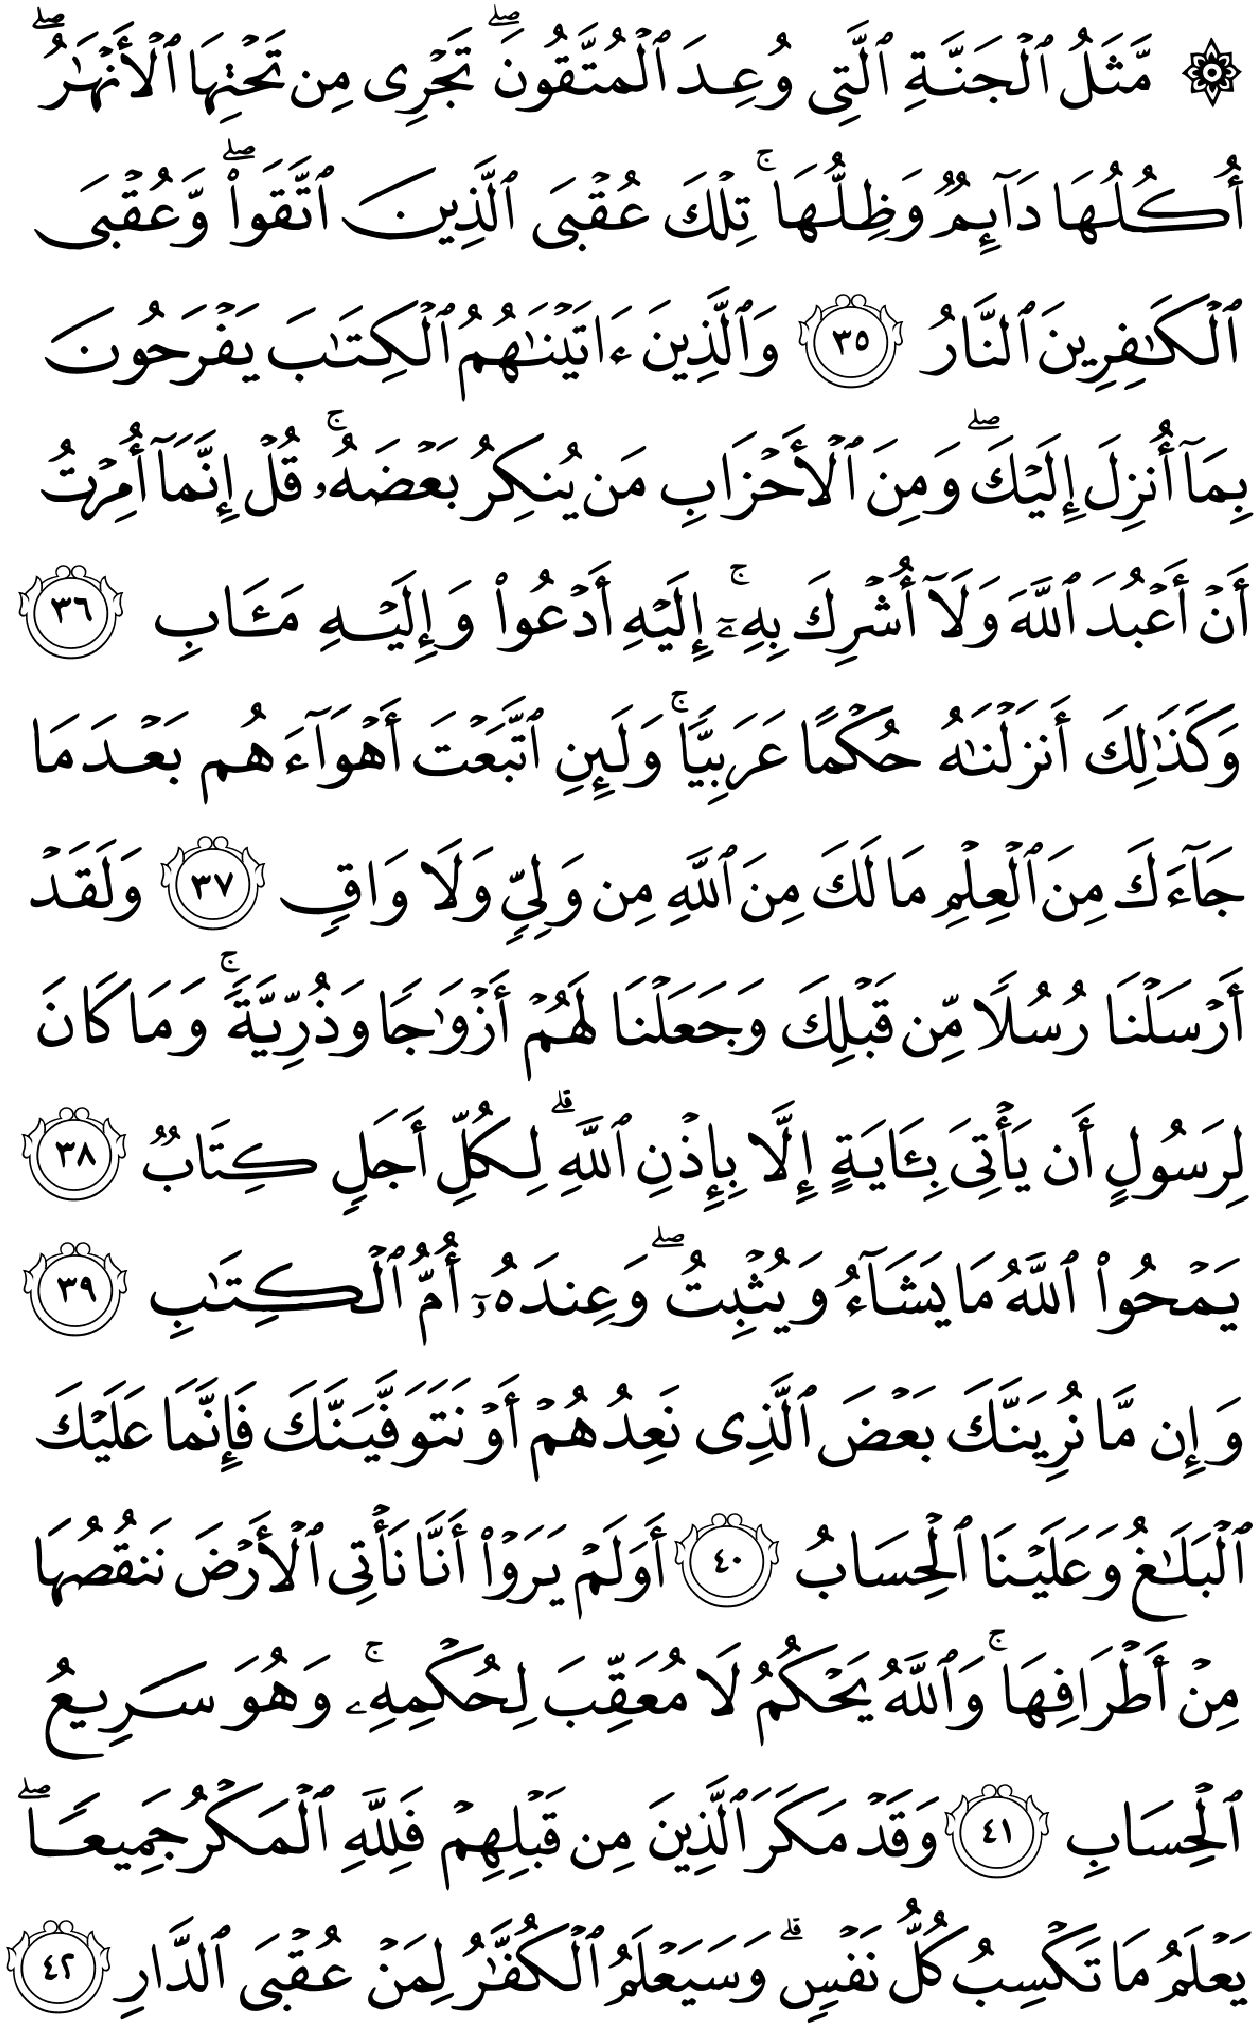 ۞ مَّثَلُ ٱلۡجَنَّةِ ٱلَّتِي وُعِدَ ٱلۡمُتَّقُونَۖ تَجۡرِي مِن تَحۡتِهَا ٱلۡأَنۡهَٰرُۖ
أُكُلُهَا دَآئِمٞ وَظِلُّهَاۚ تِلۡكَ عُقۡبَى ٱلَّذِينَ ٱتَّقَواْۖ وَّعُقۡبَى
ٱلۡكَٰفِرِينَ ٱلنَّارُ ٣٥ وَٱلَّذِينَ ءَاتَيۡنَٰهُمُ ٱلۡكِتَٰبَ يَفۡرَحُونَ
بِمَآ أُنزِلَ إِلَيۡكَۖ وَمِنَ ٱلۡأَحۡزَابِ مَن يُنكِرُ بَعۡضَهُۥۚ قُلۡ إِنَّمَآ أُمِرۡتُ
أَنۡ أَعۡبُدَ ٱللَّهَ وَلَآ أُشۡرِكَ بِهِۦٓۚ إِلَيۡهِ أَدۡعُواْ وَإِلَيۡهِ مَـَٔابِ ٣٦
وَكَذَٰلِكَ أَنزَلۡنَٰهُ حُكۡمًا عَرَبِيّٗاۚ وَلَئِنِ ٱتَّبَعۡتَ أَهۡوَآءَهُم بَعۡدَ مَا
جَآءَكَ مِنَ ٱلۡعِلۡمِ مَا لَكَ مِنَ ٱللَّهِ مِن وَلِيّٖ وَلَا وَاقٖ ٣٧ وَلَقَدۡ
أَرۡسَلۡنَا رُسُلٗا مِّن قَبۡلِكَ وَجَعَلۡنَا لَهُمۡ أَزۡوَٰجٗا وَذُرِّيَّةٗۚ وَمَا كَانَ
لِرَسُولٍ أَن يَأۡتِيَ بِـَٔايَةٍ إِلَّا بِإِذۡنِ ٱللَّهِۗ لِكُلِّ أَجَلٖ كِتَابٞ ٣٨
يَمۡحُواْ ٱللَّهُ مَا يَشَآءُ وَيُثۡبِتُۖ وَعِندَهُۥٓ أُمُّ ٱلۡكِتَٰبِ ٣٩
وَإِن مَّا نُرِيَنَّكَ بَعۡضَ ٱلَّذِي نَعِدُهُمۡ أَوۡ نَتَوَفَّيَنَّكَ فَإِنَّمَا عَلَيۡكَ
ٱلۡبَلَٰغُ وَعَلَيۡنَا ٱلۡحِسَابُ ٤٠ أَوَلَمۡ يَرَوۡاْ أَنَّا نَأۡتِي ٱلۡأَرۡضَ نَنقُصُهَا
مِنۡ أَطۡرَافِهَاۚ وَٱللَّهُ يَحۡكُمُ لَا مُعَقِّبَ لِحُكۡمِهِۦۚ وَهُوَ سَرِيعُ
ٱلۡحِسَابِ ٤١ وَقَدۡ مَكَرَ ٱلَّذِينَ مِن قَبۡلِهِمۡ فَلِلَّهِ ٱلۡمَكۡرُ جَمِيعٗاۖ
يَعۡلَمُ مَا تَكۡسِبُ كُلُّ نَفۡسٖۗ وَسَيَعۡلَمُ ٱلۡكُفَّٰرُ لِمَنۡ عُقۡبَى ٱلدَّارِ ٤٢